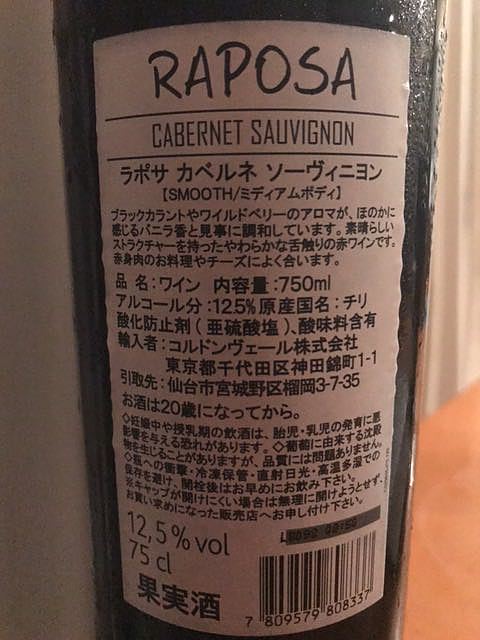 RAPOSA
CABERNET SAUVIGNON
ラポサ カベルネ ソーヴィニヨン
【SMOOTH/ミディアムボディ】
ブラックカラントやワイルドベリーのアロマが、ほのかに
感じるバニラ香と見事に調和しています。素晴らしい
ストラクチャーを持ったやわらかな舌触りの赤ワインです。
赤身肉のお料理やチーズによく合います。
品 名:ワイン 内容量:750ml
アルコール分:12.5% 原産国名:チリ
酸化防止剤(亜硫酸塩)、酸味料含有
輸入者:コルドンヴェール株式会社
東京都千代田区神田錦町1-1
引取先:仙台市宮城野区榴岡3-7-35
お酒は20歳になってから。
◇妊娠中や授乳期の飲酒は、胎児・乳児の発育に悪
影響を与える恐れがあります。◇葡萄に由来する沈殿
物を生じることがありますが、品質には問題ありません。
◇瓶への衝撃・冷凍保管・直射日光・高温多湿での
保存を避け、開栓後はお早めにお飲み下さい。
※キャップが開けにくい場合は無理に開けようとせず、
お買い求めになった販売店へお申し付け下さい。
12,5% vol
75 cl
果実酒
7 809579 808337